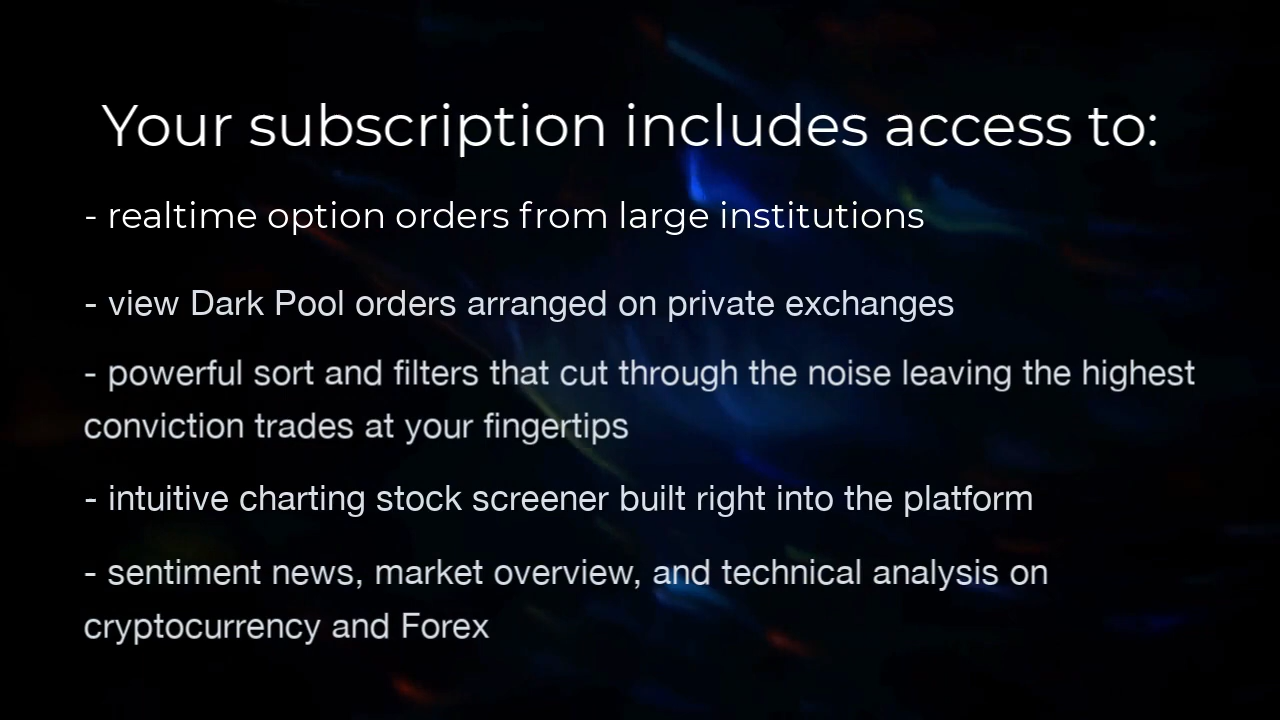 Your subscription includes access to:
- realtime option orders from large institutions
- view Dark Pool orders arranged on private exchanges
- powerful sort and filters that cut through the noise leaving the highest
conviction trades at your fingertips
- intuitive charting stock screener built right into the platform
- sentiment news, market overview, and technical analysis on
cryptocurrency and Forex